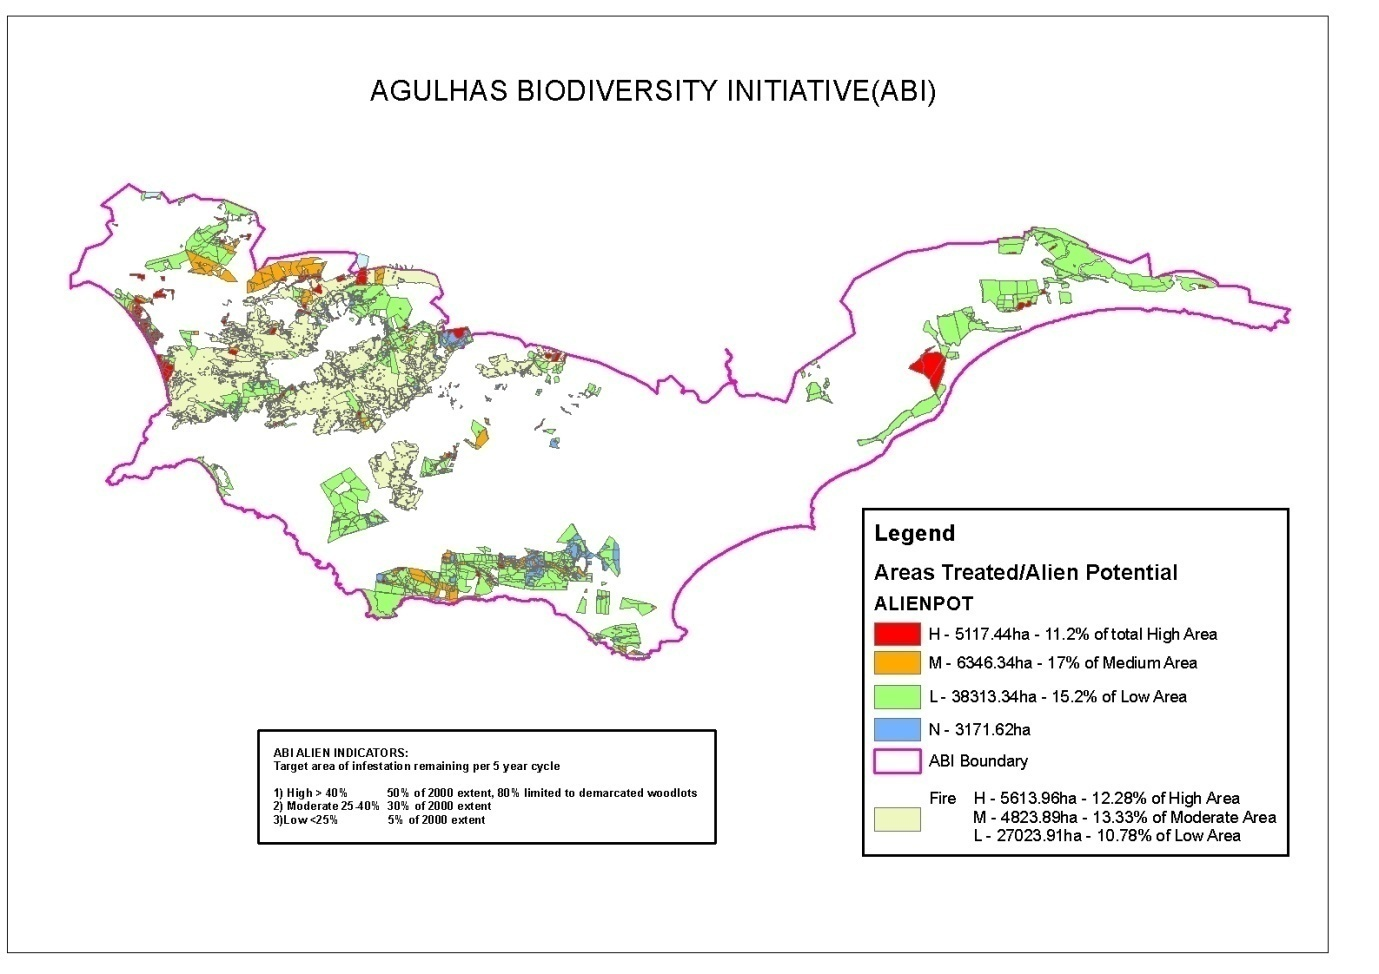 AGULHAS BIODIVERSITY INITIATIVE(ABI)
Legend
Areas Treated/Alien Potential
ALIENPOT
H - 5117.44ha - 11.2% of total High Area
M - 6346.34ha - 17% of Medium Area
L - 38313.34ha - 15.2% of Low Area
N - 3171.62ha
ABI Boundary
Fire H - 5613.96ha - 12.28% of High Area
M - 4823.89ha - 13.33% of Moderate Area
L - 27023.91ha - 10.78% of Low Area
ABI ALIEN INDICATORS:
Target area of infestation remaining per 5 year cycle
1) High > 40% 50% of 2000 extent, 80% limited to demarcated woodlots
2) Moderate 25-40% 30% of 2000 extent
3)Low <25% 5% of 2000 extent